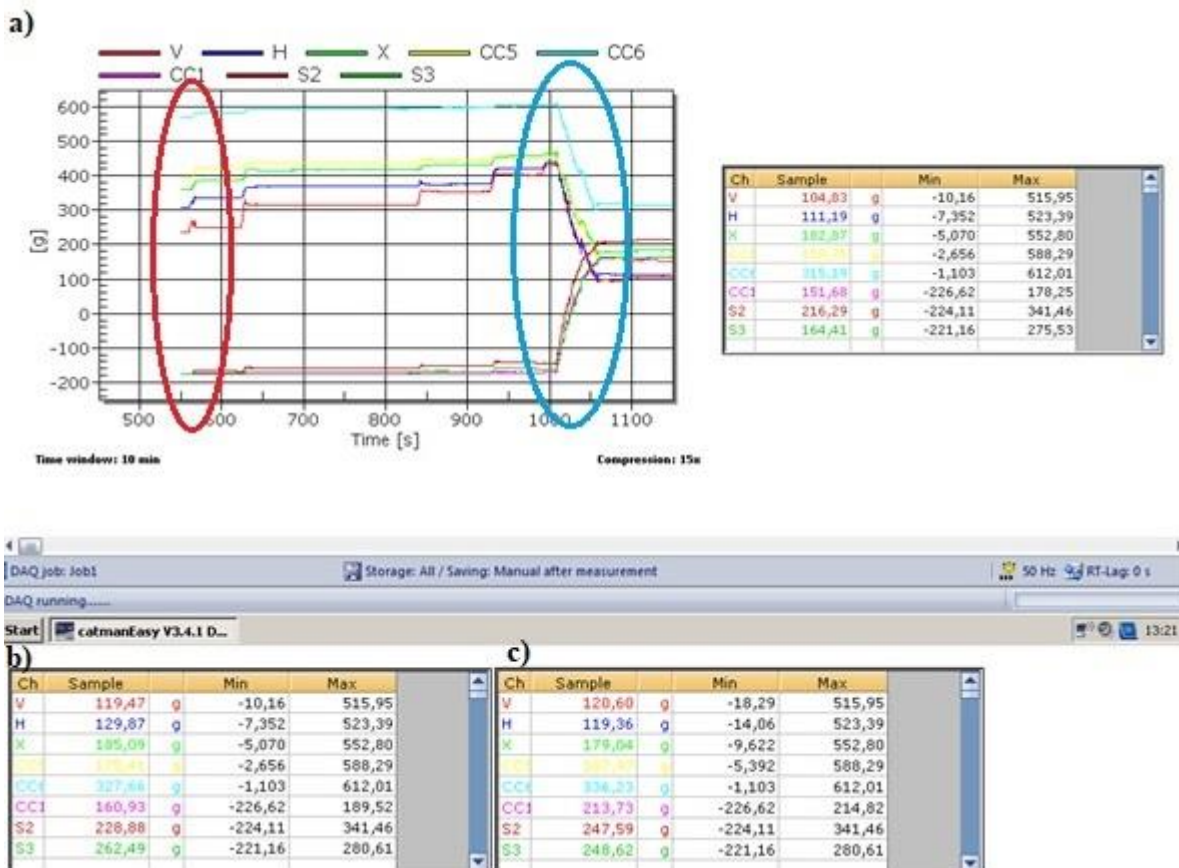 a)
V H X CC5 CC6
CC1 S2 S3
600
500
400
300
200
100
0
-100
-200
[g]
500 600 700 800 900 1000 1100
Time [s]
Time window: 10 min Compression: 15x
Ch Sample Min Max
V 104,83 g -10,16 515,95
H 111,19 g -7,352 523,39
X 182,87 g -5,070 552,80
g -2,656 588,29
CC6 315,19 g -1,103 612,01
CC1 151,68 g -226,62 178,25
S2 216,29 g -224,11 341,46
S3 164,41 g -221,16 275,53
DAQ job: Job1 Storage: All / Saving: Manual after measurement 50 Hz RT-Lag: 0 s
DAQ running......
Start catmanEasy V3.4.1 D... 13:21
b)
Ch Sample Min Max
V 119,47 g -10,16 515,95
H 129,87 g -7,352 523,39
X 185,09 g -5,070 552,80
g -2,656 588,29
CC6 327,66 g -1,103 612,01
CC1 160,93 g -226,62 189,52
S2 228,88 g -224,11 341,46
S3 262,49 g -221,16 280,61
c)
Ch Sample Min Max
V 120,60 g -18,29 515,95
H 119,36 g -14,06 523,39
X 179,04 g -9,622 552,80
g -5,392 588,29
CC6 336,23 g -1,103 612,01
CC1 213,73 g -226,62 214,82
S2 247,59 g -224,11 341,46
S3 248,62 g -221,16 280,61